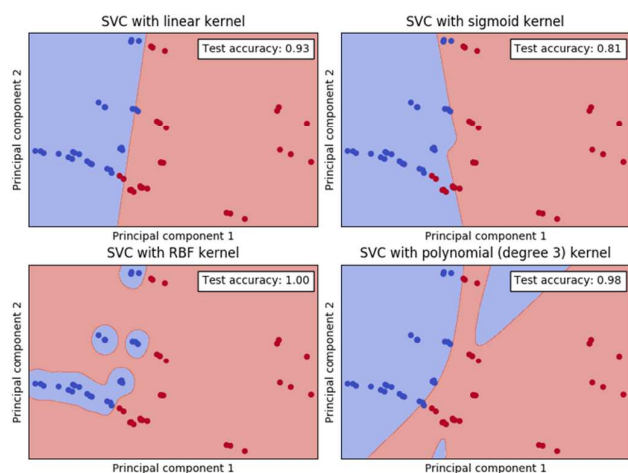 SVC with linear kernel
Test accuracy: 0.93
Principal component 2
Principal component 1
SVC with sigmoid kernel
Test accuracy: 0.81
Principal component 2
Principal component 1
SVC with RBF kernel
Test accuracy: 1.00
Principal component 2
Principal component 1
SVC with polynomial (degree 3) kernel
Test accuracy: 0.98
Principal component 2
Principal component 1